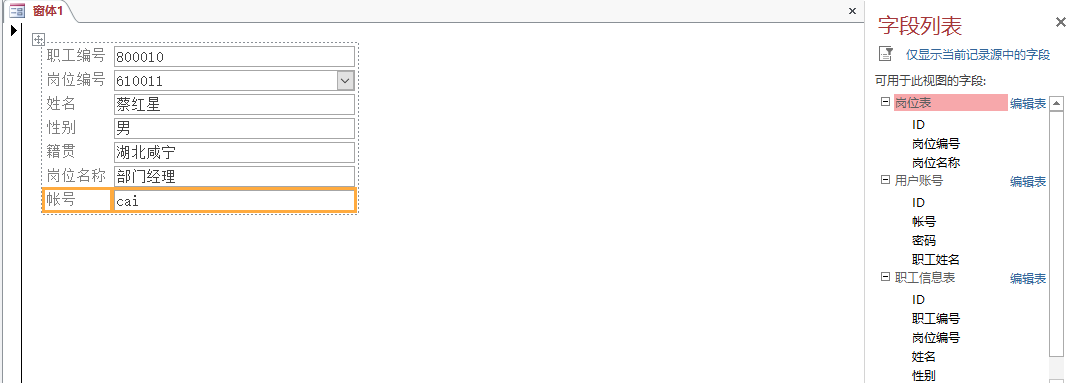 窗体1
职工编号 800010
岗位编号 610011
姓名 蔡红星
性别 男
籍贯 湖北咸宁
岗位名称 部门经理
帐号 cai
字段列表
仅显示当前记录源中的字段
可用于此视图的字段:
岗位表 编辑表
ID
岗位编号
岗位名称
用户账号 编辑表
ID
帐号
密码
职工姓名
职工信息表 编辑表
ID
职工编号
岗位编号
姓名
性别